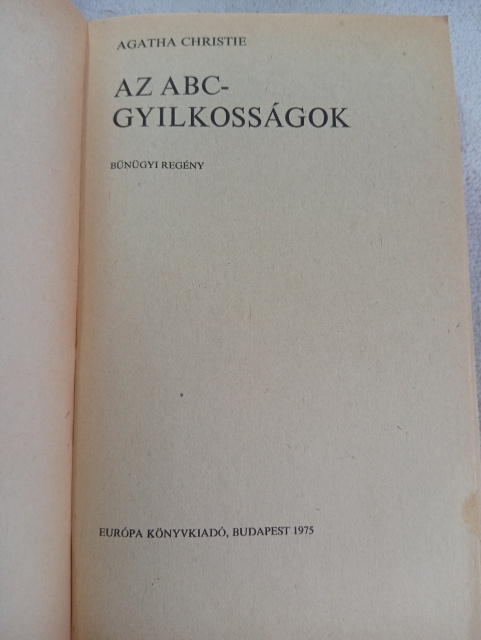 AGATHA CHRISTIE
AZ ABC-
GYILKOSSÁGOK
BŰNÜGYI REGÉNY
EURÓPA KÖNYVKIADÓ, BUDAPEST 1975